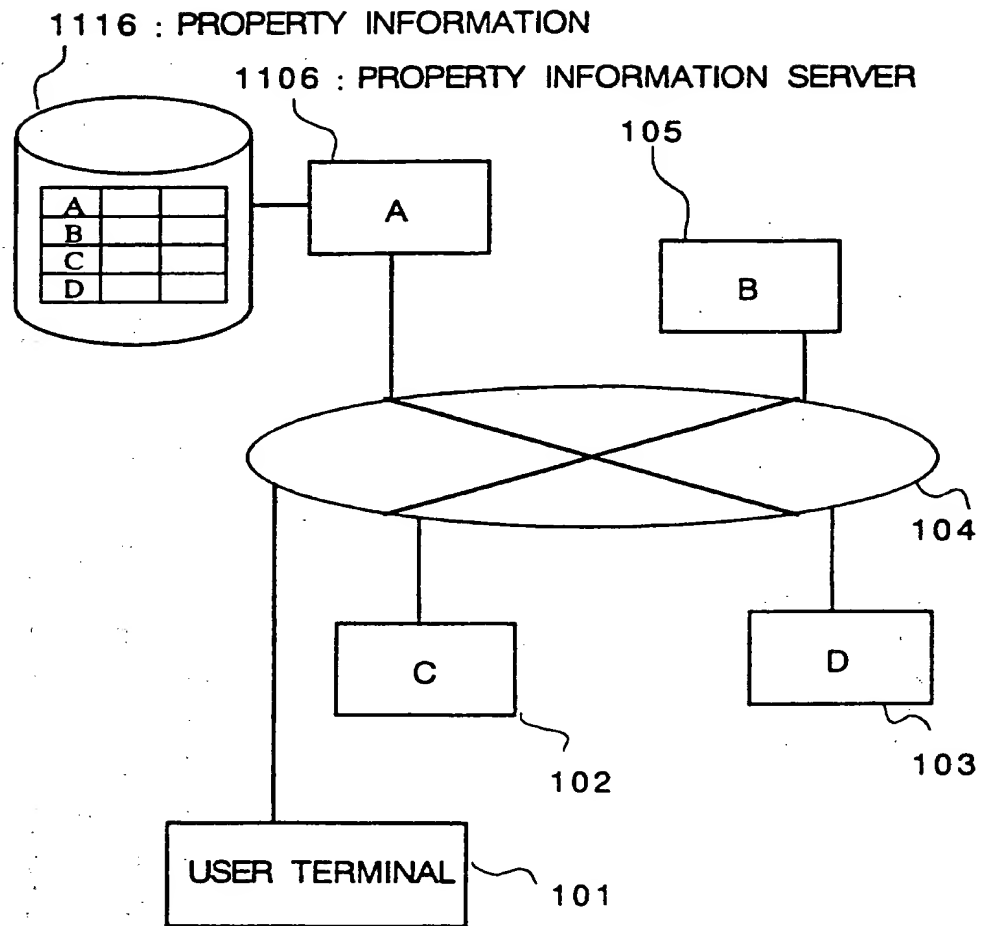 1116 : PROPERTY INFORMATION
1106 : PROPERTY INFORMATION SERVER
105
A
B
C
D
A
B
104
C
D
102
103
USER TERMINAL
101